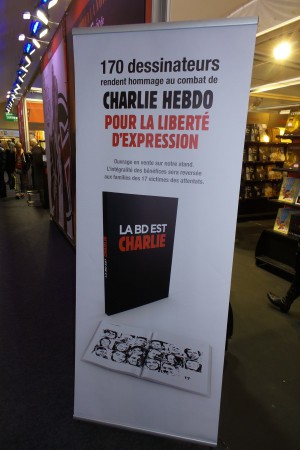 170 dessinateurs
rendent hommage au combat de
CHARLIE HEBDO
POUR LA LIBERTÉ
D'EXPRESSION
Ouvrage en vente sur notre stand.
L'intégralité des bénéfices sera reversée
aux familles des 17 victimes des attentats.
LA BD EST
CHARLIE